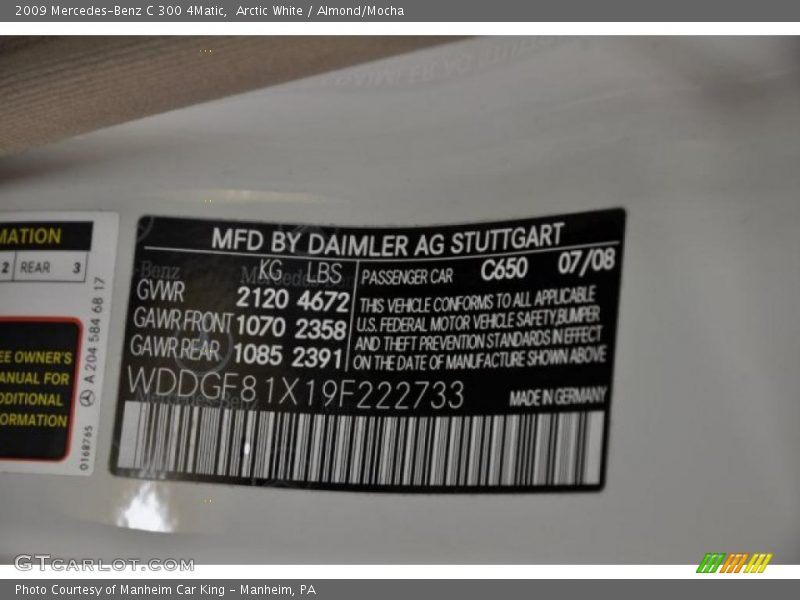 2009 Mercedes-Benz C 300 4Matic,  Arctic White / Almond/Mocha
MATION
2 REAR 3
EE OWNER'S
ANUAL FOR
DDITIONAL
ORMATION
A 204 584 68 17
0168765
MFD BY DAIMLER AG STUTTGART
KG LBS
GVWR 2120 4672
GAWR FRONT 1070 2358
GAWR REAR 1085 2391
PASSENGER CAR C650 07/08
THIS VEHICLE CONFORMS TO ALL APPLICABLE
U.S. FEDERAL MOTOR VEHICLE SAFETY, BUMPER
AND THEFT PREVENTION STANDARDS IN EFFECT
ON THE DATE OF MANUFACTURE SHOWN ABOVE
WDDGF81X19F222733
MADE IN GERMANY
GTCARLOT.COM
Photo Courtesy of Manheim Car King - Manheim, PA